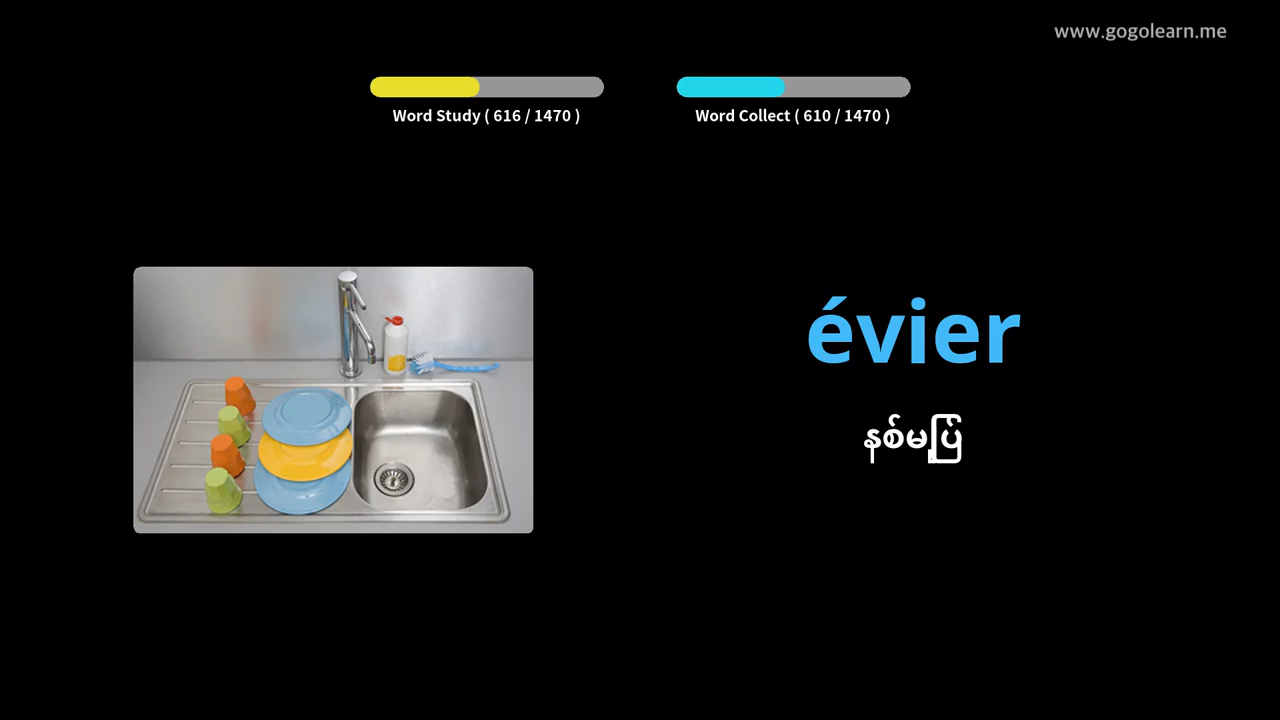 www.gogolearn.me
Word Study ( 616 / 1470 )
Word Collect ( 610 / 1470 )
évier
နစ်မြုပ်